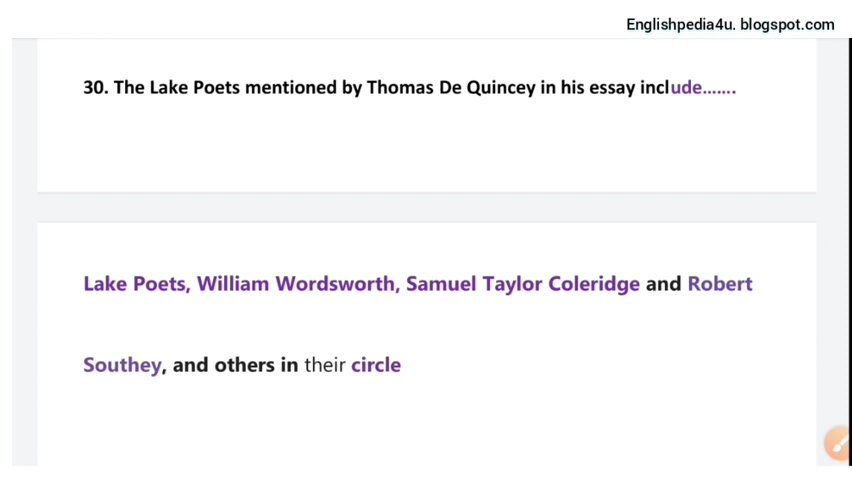 Englishpedia4u. blogspot.com
30. The Lake Poets mentioned by Thomas De Quincey in his essay include.......
Lake Poets, William Wordsworth, Samuel Taylor Coleridge and Robert
Southey, and others in their circle